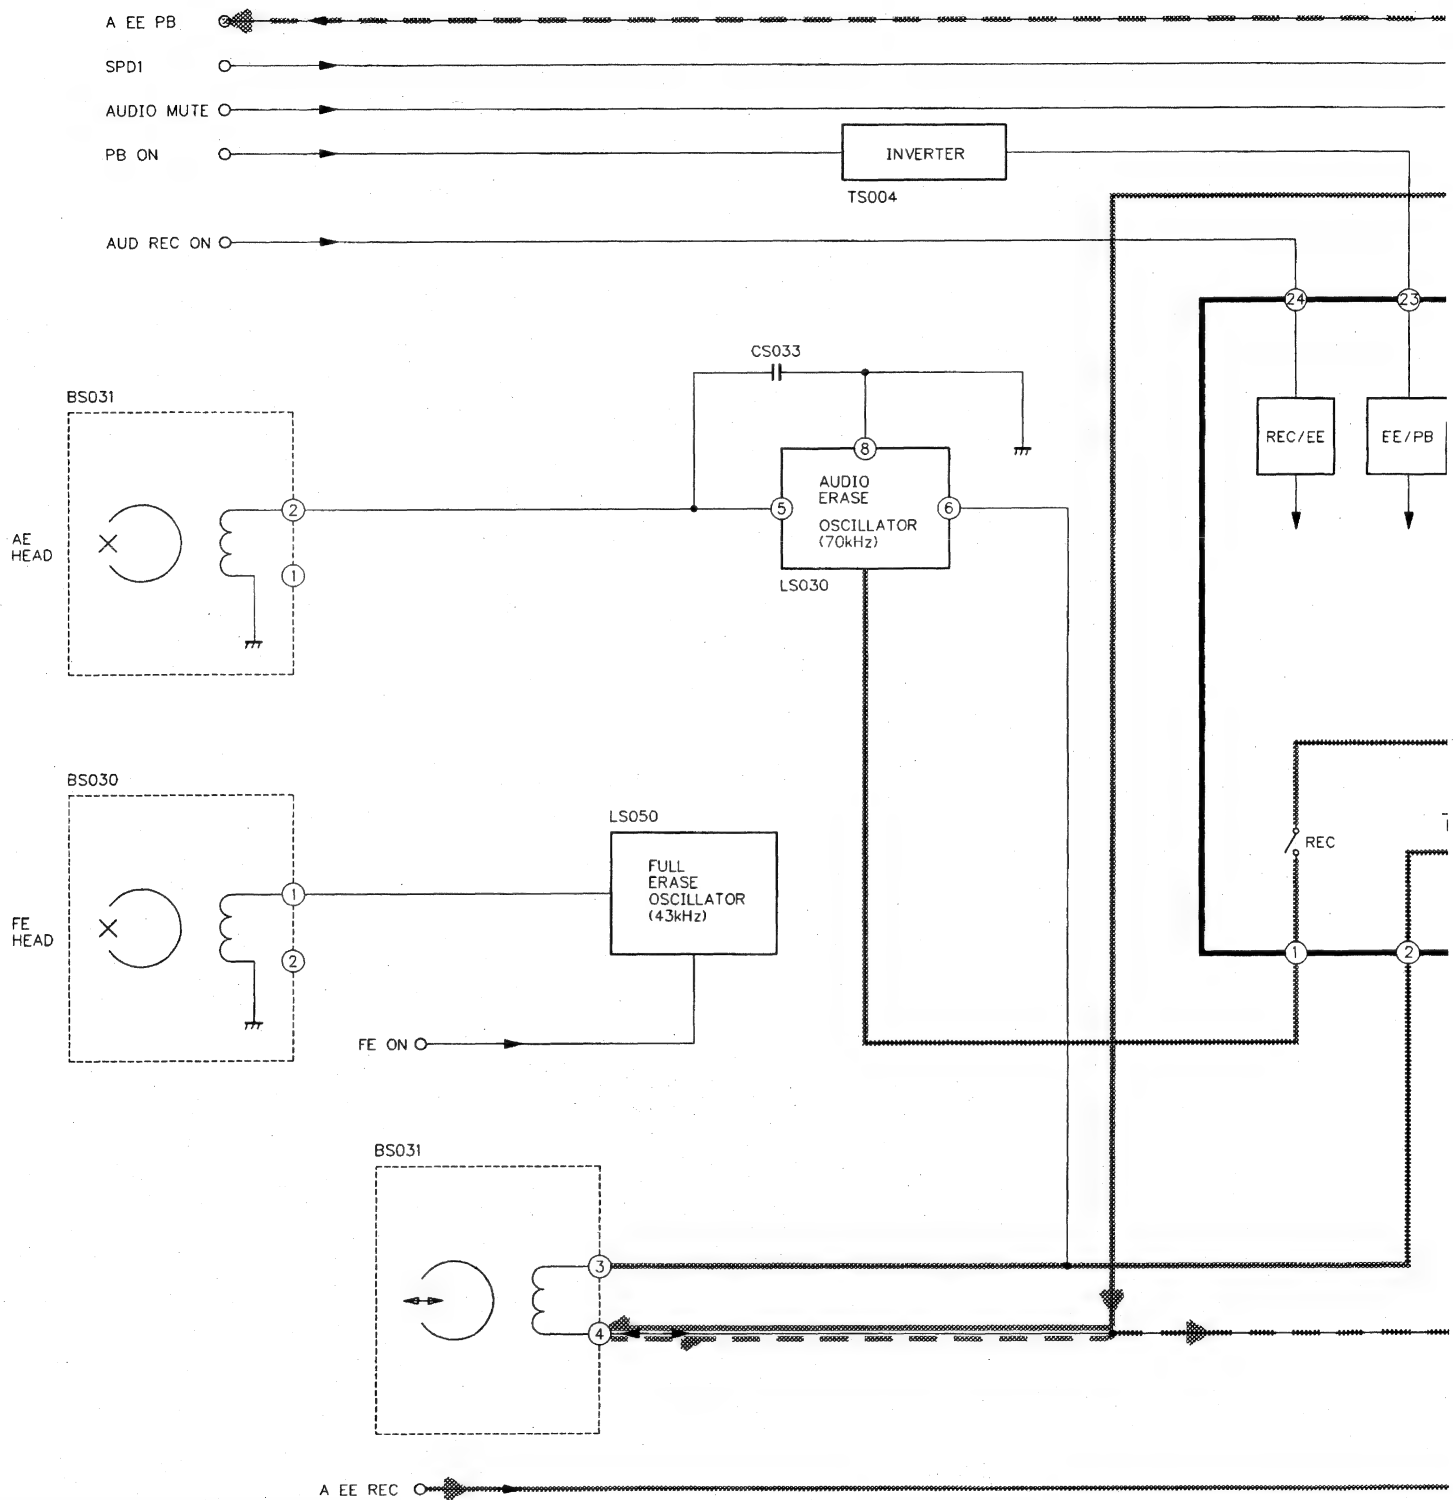 A EE PB
SPD1
AUDIO MUTE
PB ON
INVERTER
TS004
AUD REC ON
24
23
CS033
BS031
REC/EE
EE/PB
8
AUDIO
ERASE
OSCILLATOR
(70kHz)
5
6
2
AE
HEAD
1
LS030
BS030
LS050
FULL
ERASE
OSCILLATOR
(43kHz)
REC
1
FE
HEAD
2
1
2
FE ON
BS031
3
4
A EE REC